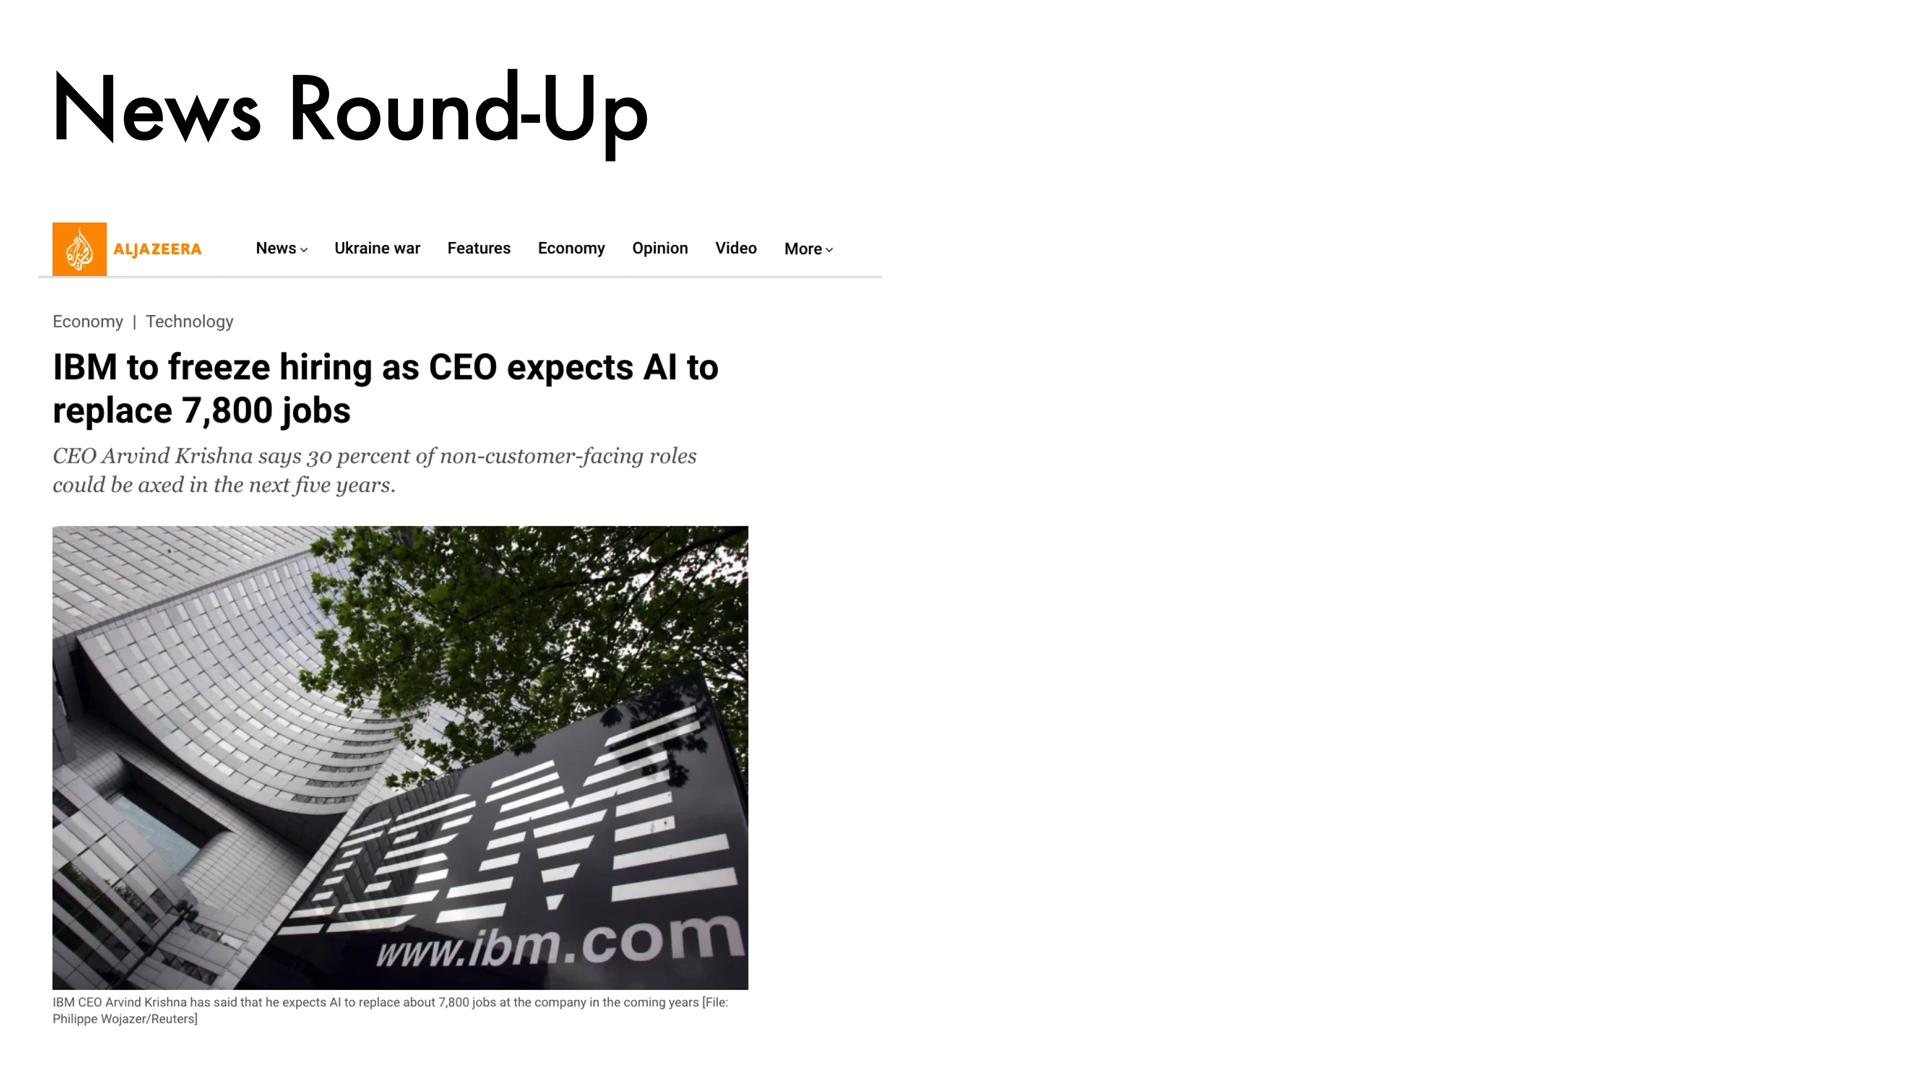 News Round-Up
ALJAZEERA News Ukraine war Features Economy Opinion Video More
Economy | Technology
IBM to freeze hiring as CEO expects AI to
replace 7,800 jobs
CEO Arvind Krishna says 30 percent of non-customer-facing roles
could be axed in the next five years.
IBM
www.ibm.com
IBM CEO Arvind Krishna has said that he expects AI to replace about 7,800 jobs at the company in the coming years [File:
Philippe Wojazer/Reuters]